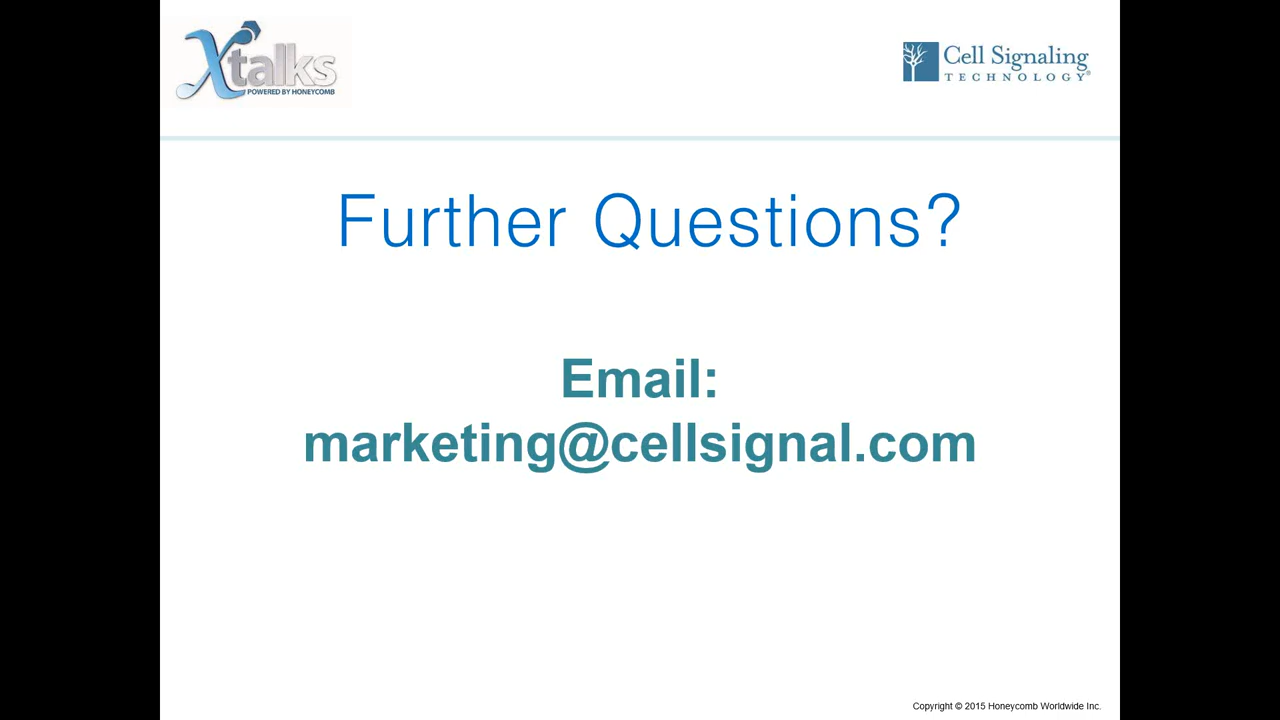 Xtalks
POWERED BY HONEYCOMB
Cell Signaling
TECHNOLOGY®
Further Questions?
Email:
marketing@cellsignal.com
Copyright © 2015 Honeycomb Worldwide Inc.